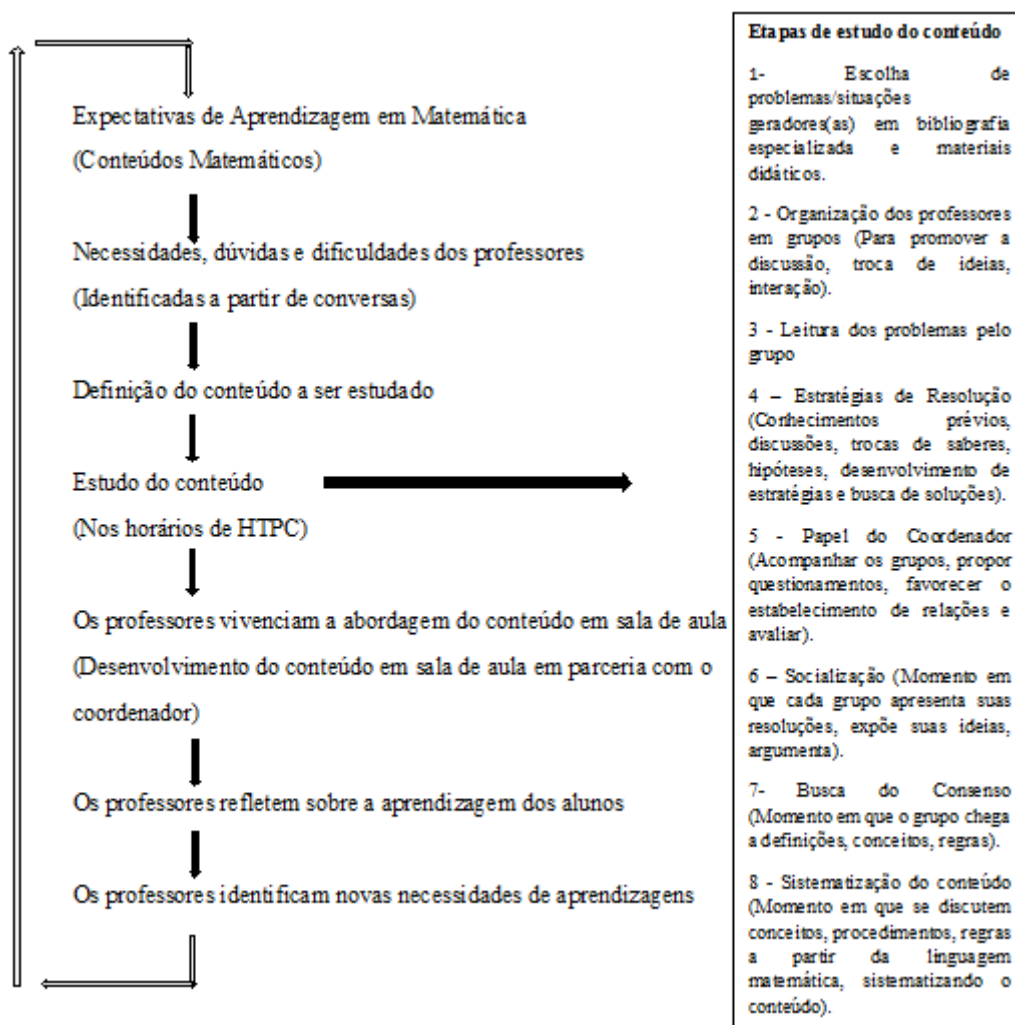 Expectativas de Aprendizagem em Matemática
(Conteúdos Matemáticos)
Necessidades, dúvidas e dificuldades dos professores
(Identificadas a partir de conversas)
Definição do conteúdo a ser estudado
Estudo do conteúdo
(Nos horários de HTPC)
Os professores vivenciam a abordagem do conteúdo em sala de aula
(Desenvolvimento do conteúdo em sala de aula em parceria com o
coordenador)
Os professores refletem sobre a aprendizagem dos alunos
Os professores identificam novas necessidades de aprendizagens
Etapas de estudo do conteúdo
1- Escolha de
problemas/situações
geradores(as) em bibliografia
especializada e materiais
didáticos.
2 - Organização dos professores
em grupos (Para promover a
discussão, troca de ideias,
interação).
3 - Leitura dos problemas pelo
grupo
4 – Estratégias de Resolução
(Conhecimentos prévios,
discussões, trocas de saberes,
hipóteses, desenvolvimento de
estratégias e busca de soluções).
5 - Papel do Coordenador
(Acompanhar os grupos, propor
questionamentos, favorecer o
estabelecimento de relações e
avaliar).
6 – Socialização (Momento em
que cada grupo apresenta suas
resoluções, expõe suas ideias,
argumenta).
7- Busca do Consenso
(Momento em que o grupo chega
a definições, conceitos, regras).
8 - Sistematização do conteúdo
(Momento em que se discutem
conceitos, procedimentos, regras
a partir da linguagem
matemática, sistematizando o
conteúdo).